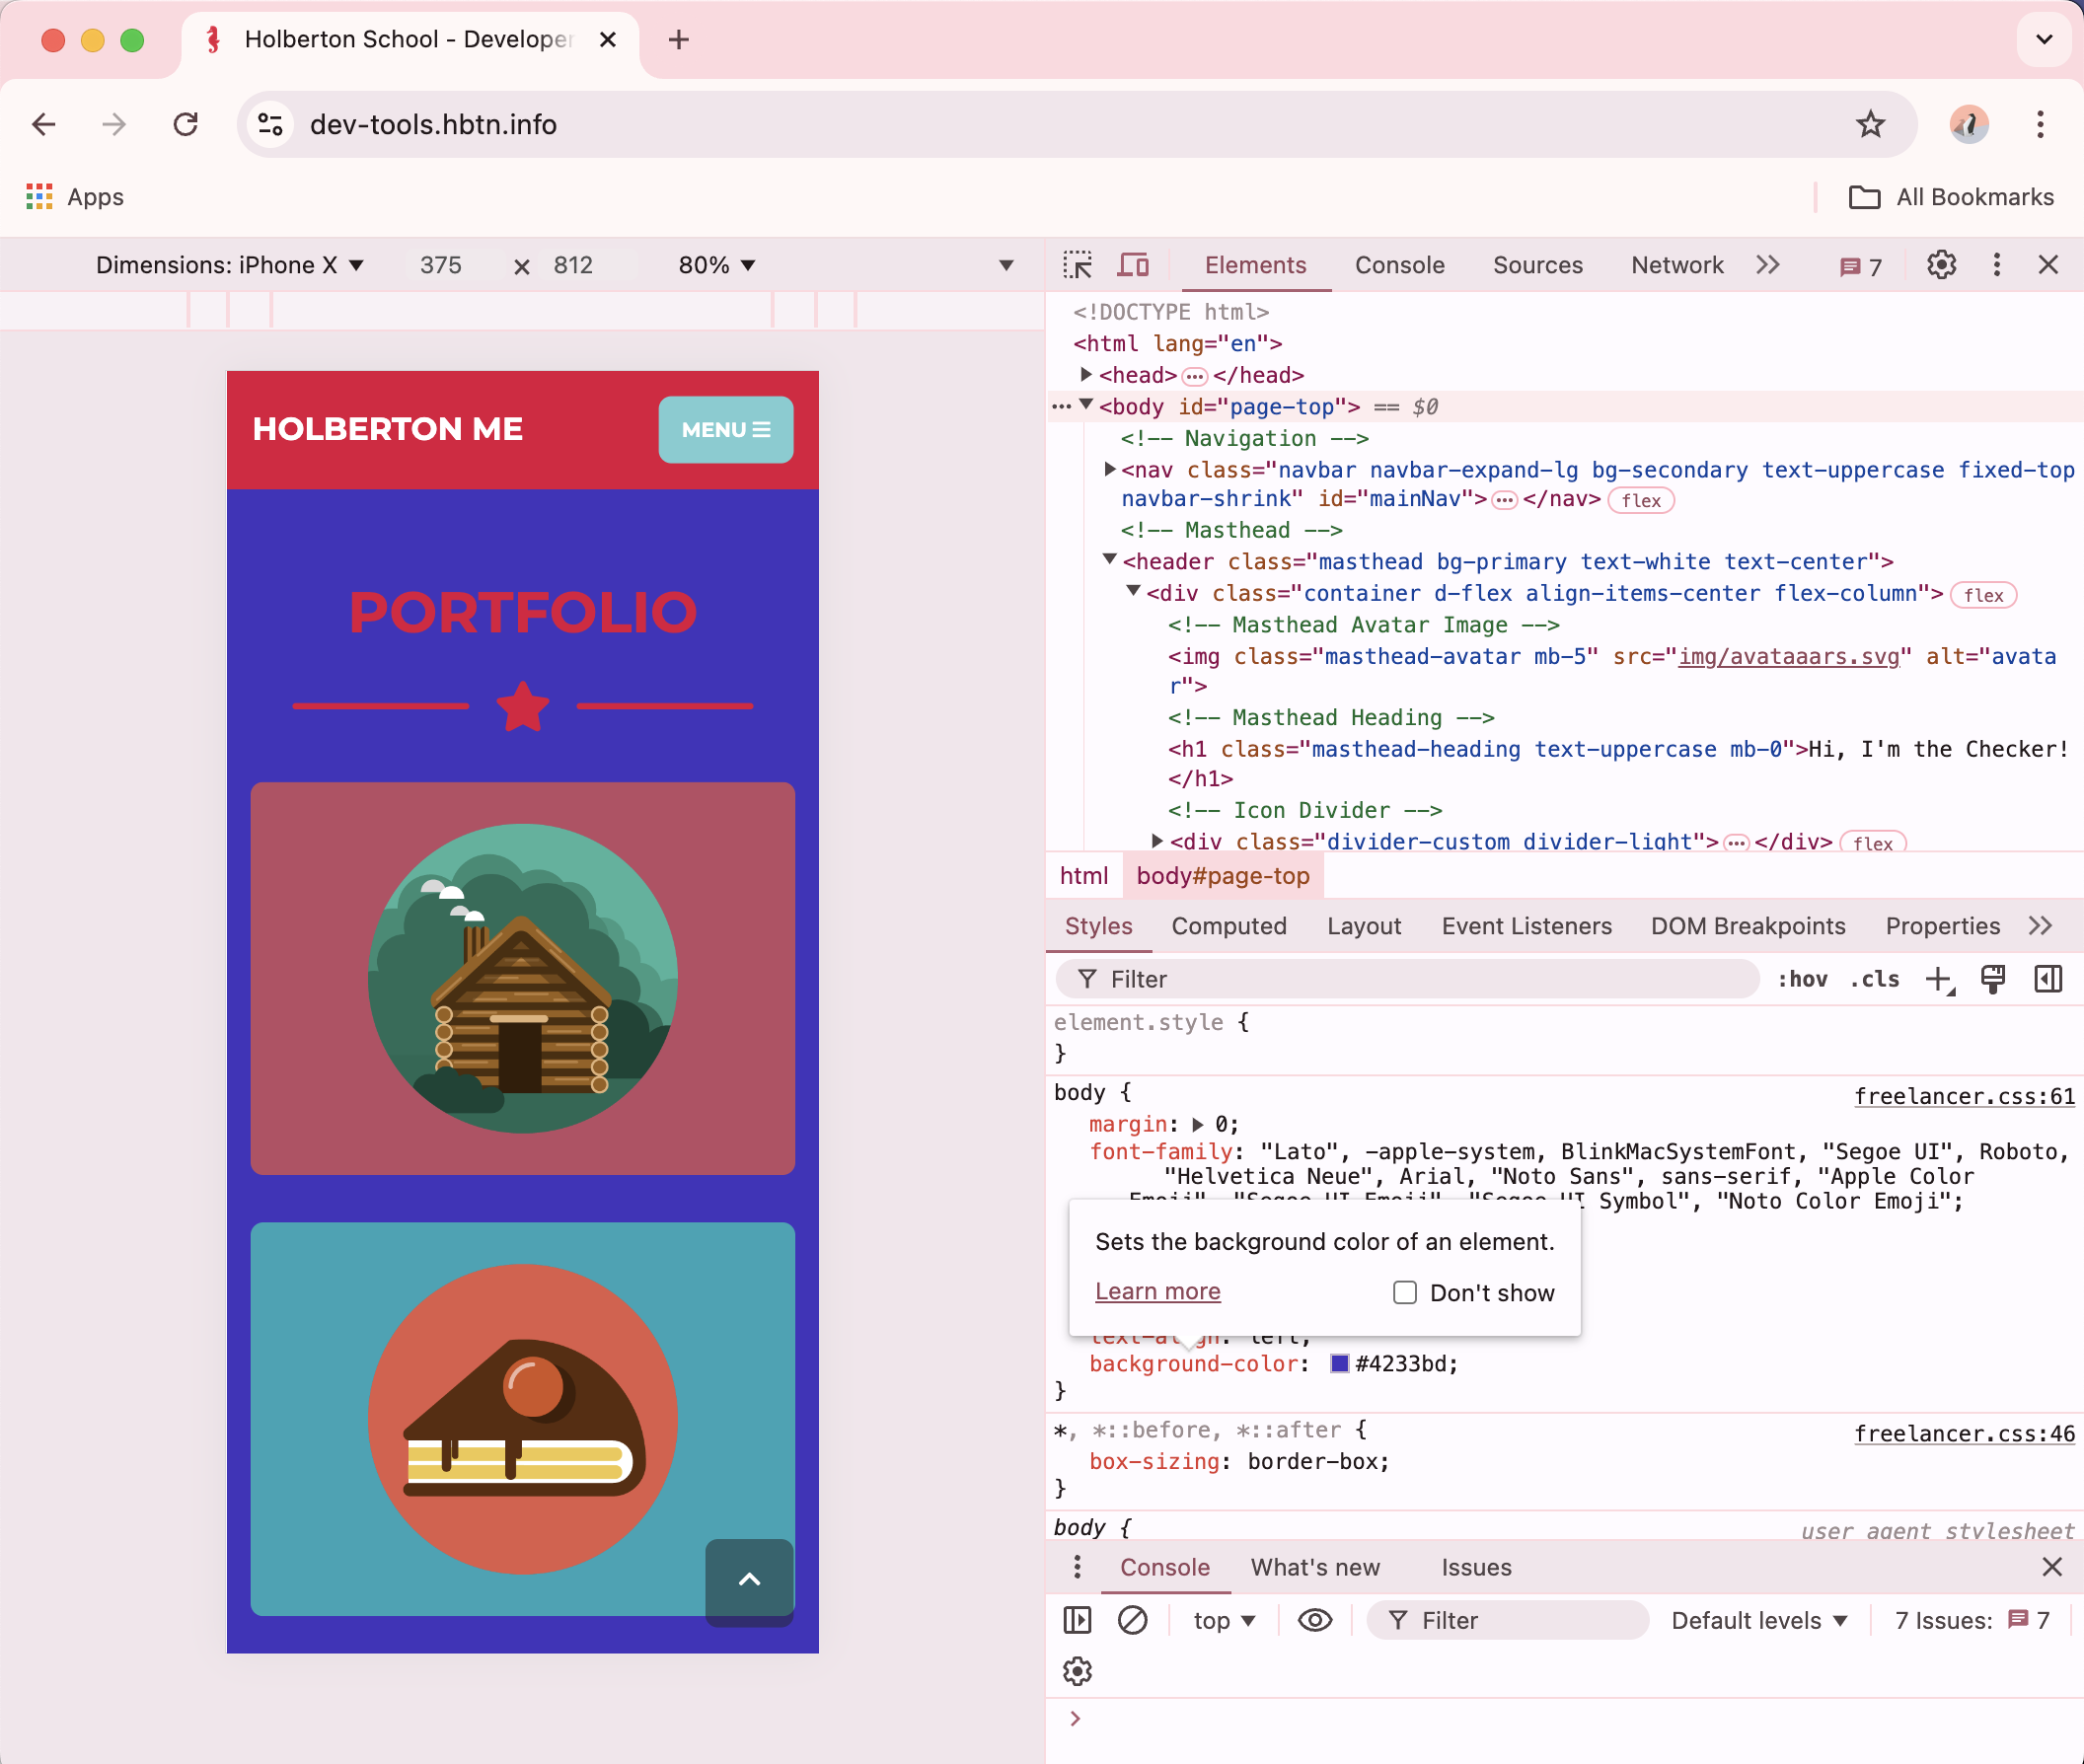 Holberton School - Developer
dev-tools.hbtn.info
Apps
All Bookmarks
Dimensions: iPhone X
375
×
812
80%
HOLBERTON ME
MENU
PORTFOLIO
Elements
Console
Sources
Network
7
<!DOCTYPE html>
<html lang="en">
<head> ··· </head>
··· <body id="page-top"> == $0
<!-- Navigation -->
<nav class="navbar navbar-expand-lg bg-secondary text-uppercase fixed-top
navbar-shrink" id="mainNav"> ··· </nav> flex
<!-- Masthead -->
<header class="masthead bg-primary text-white text-center">
<div class="container d-flex align-items-center flex-column"> flex
<!-- Masthead Avatar Image -->
<img class="masthead-avatar mb-5" src="img/avataaars.svg" alt="avata
r">
<!-- Masthead Heading -->
<h1 class="masthead-heading text-uppercase mb-0">Hi, I'm the Checker!
</h1>
<!-- Icon Divider -->
<div class="divider-custom divider-light"> ··· </div> flex
html
body#page-top
Styles
Computed
Layout
Event Listeners
DOM Breakpoints
Properties
Filter
:hov
.cls
element.style {
}
body {
freelancer.css:61
margin: 0;
font-family: "Lato", -apple-system, BlinkMacSystemFont, "Segoe UI", Roboto,
"Helvetica Neue", Arial, "Noto Sans", sans-serif, "Apple Color
Emoji", "Segoe UI Emoji", "Segoe UI Symbol", "Noto Color Emoji";
Sets the background color of an element.
Learn more
Don't show
text-align: left;
background-color: #4233bd;
}
*, *::before, *::after {
freelancer.css:46
box-sizing: border-box;
}
body {
user agent stylesheet
Console
What's new
Issues
top
Filter
Default levels
7 Issues: 7